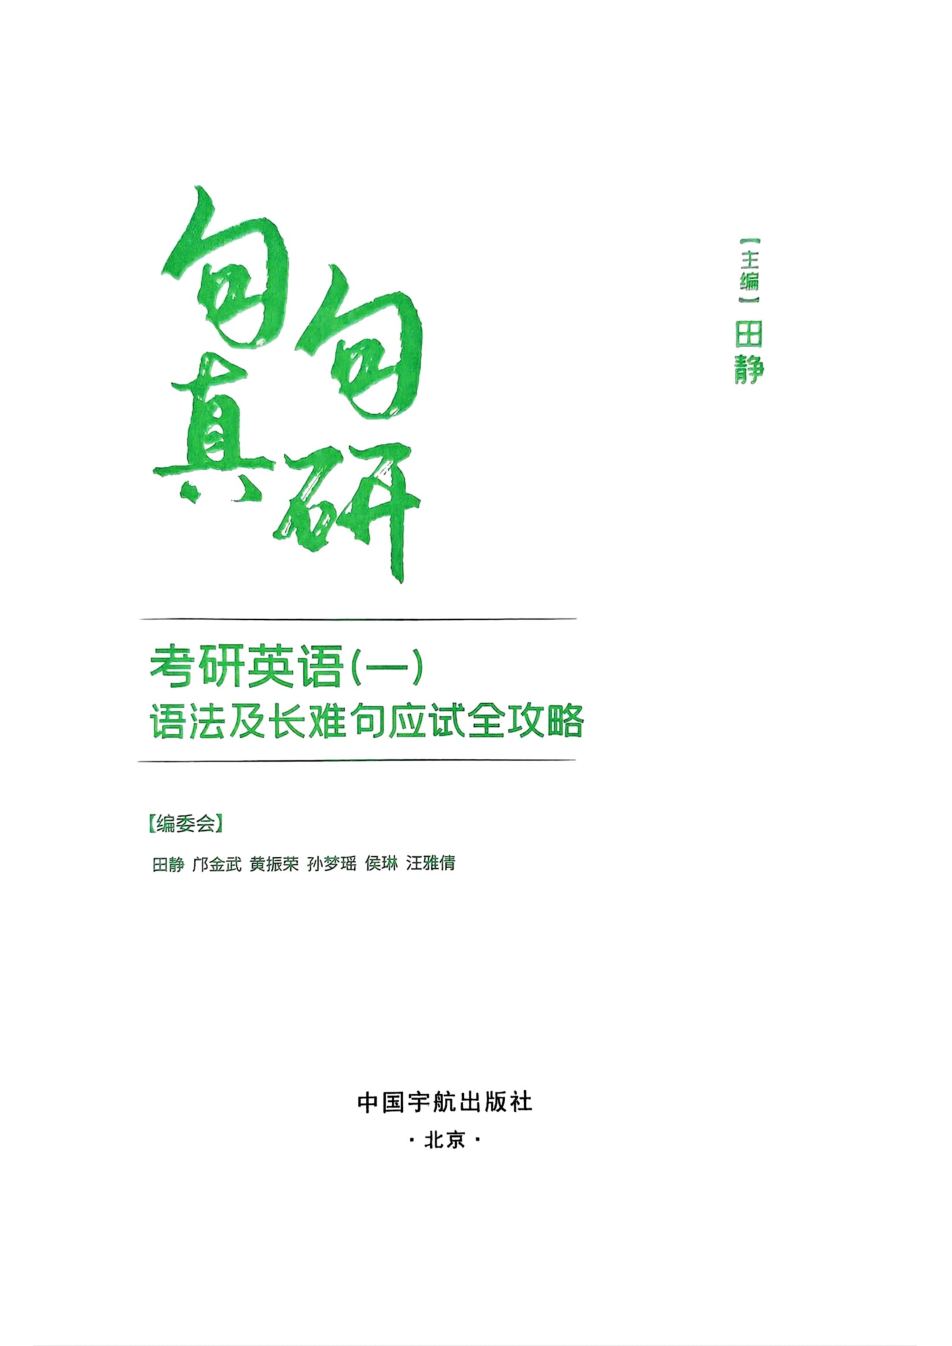 句句真研
【主编】田静
考研英语(一)
语法及长难句应试全攻略
【编委会】
田静 邝金武 黄振荣 孙梦瑶 侯琳 汪雅倩
中国宇航出版社
·北京·